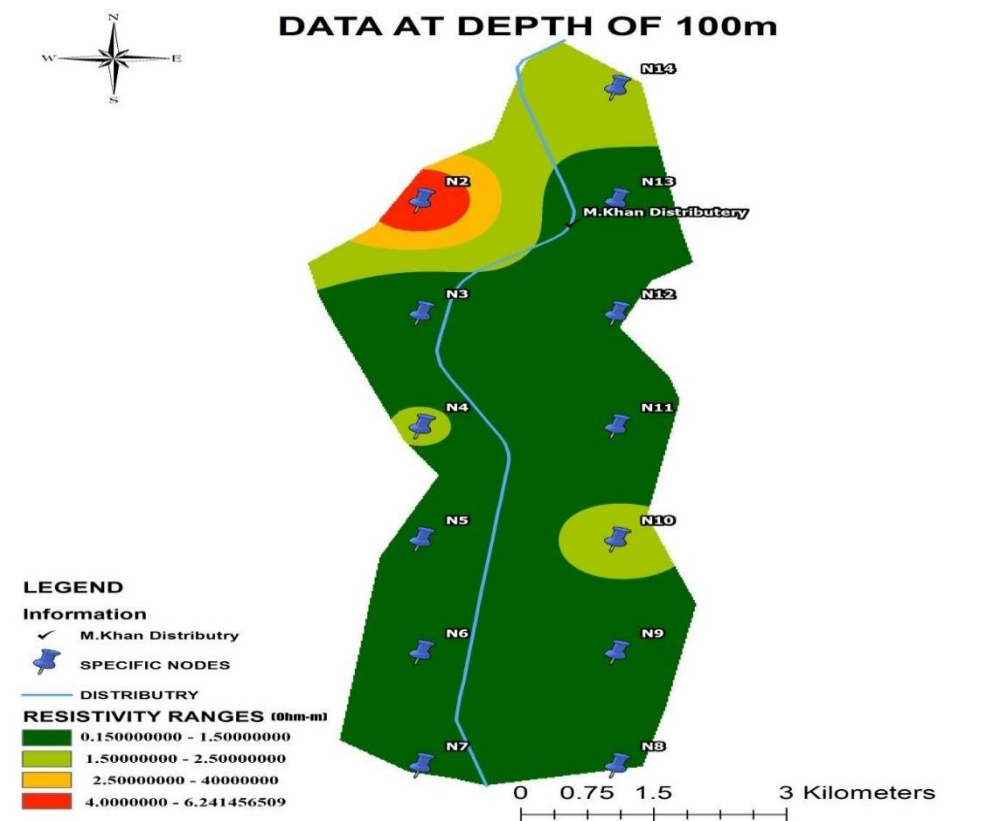 DATA AT DEPTH OF 100m
N
W E
S
N14
N2
N13
M.Khan Distributery
N3
N12
N4
N11
N5
N10
N6
N9
N7
N8
LEGEND
Information
M.Khan Distributry
SPECIFIC NODES
DISTRIBUTRY
RESISTIVITY RANGES (Ohm-m)
0.150000000 - 1.50000000
1.50000000 - 2.50000000
2.50000000 - 40000000
4.0000000 - 6.241456509
0 0.75 1.5 3 Kilometers